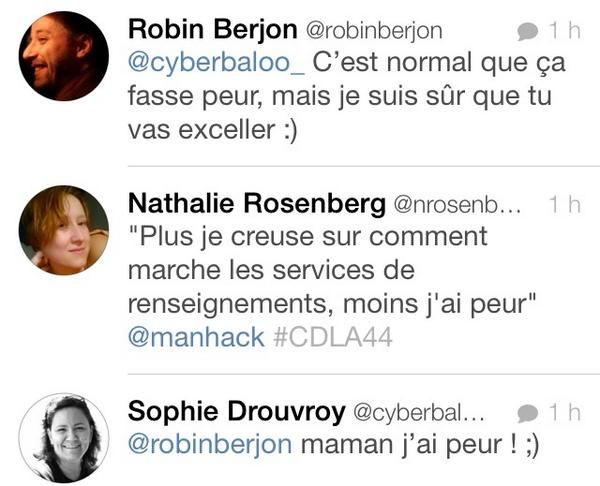 Robin Berjon @robinberjon 1 h
@cyberbaloo_ C’est normal que ça
fasse peur, mais je suis sûr que tu
vas exceller :)
Nathalie Rosenberg @nrosenb... 1 h
"Plus je creuse sur comment
marche les services de
renseignements, moins j'ai peur"
@manhack #CDLA44
Sophie Drouvroy @cyberbal... 1 h
@robinberjon maman j’ai peur ! ;)